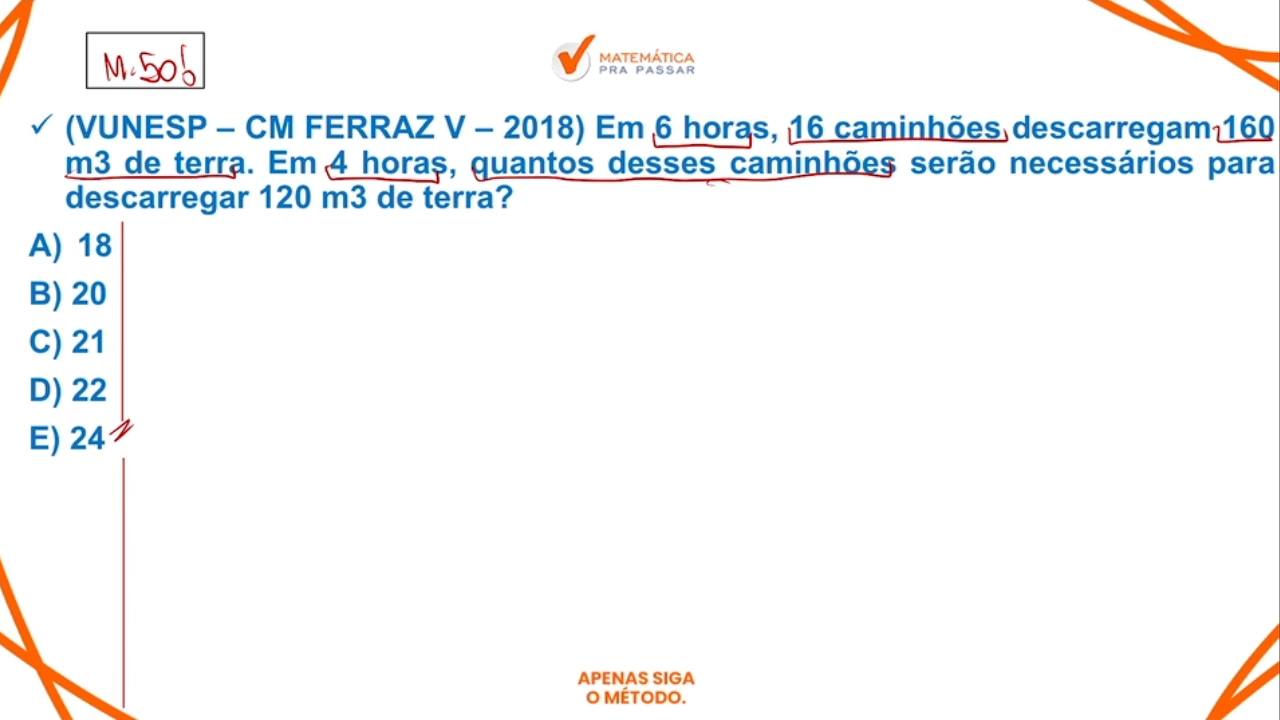 M.50!
MATEMÁTICA
PRA PASSAR
✓ (VUNESP – CM FERRAZ V – 2018) Em 6 horas, 16 caminhões descarregam 160
m3 de terra. Em 4 horas, quantos desses caminhões serão necessários para
descarregar 120 m3 de terra?
A) 18
B) 20
C) 21
D) 22
E) 24
APENAS SIGA
O MÉTODO.